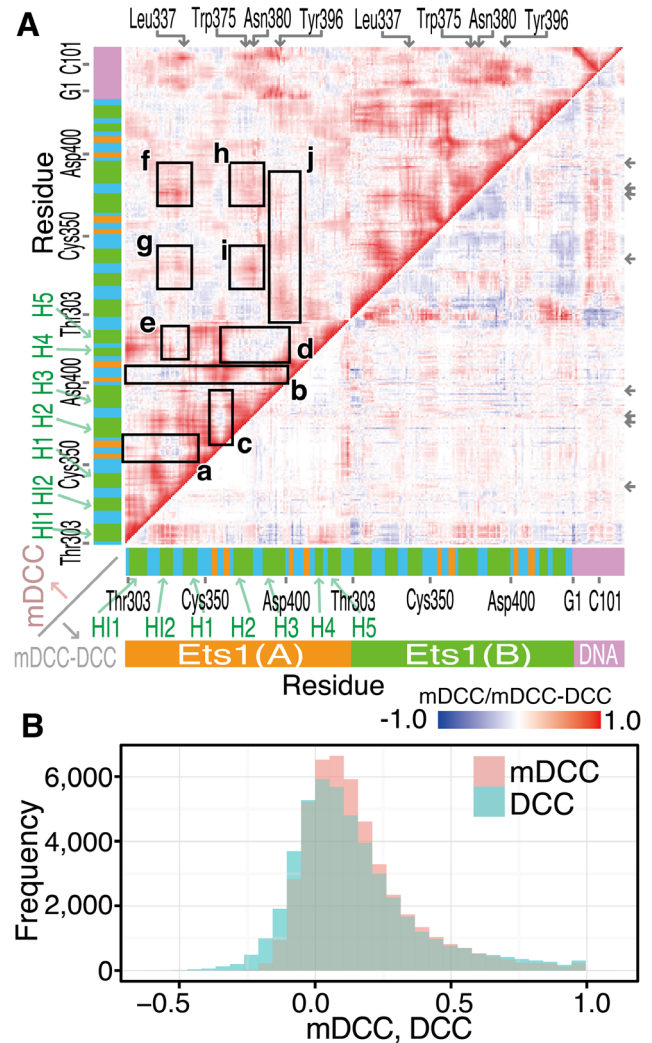 A
Leu337 Trp375 Asn380 Tyr396 Leu337 Trp375 Asn380 Tyr396
Residue
G1 C101
Asp400
Cys350
Thr303
Asp400
Cys350
Thr303
H5
H4
H3
H2
H1
HI2
HI1
f
h
j
g
i
e
d
b
c
a
mDCC
mDCC-DCC
Thr303 Cys350 Asp400 Thr303 Cys350 Asp400 G1 C101
HI1 HI2 H1 H2 H3 H4 H5
Ets1(A) Ets1(B) DNA
Residue
mDCC/mDCC-DCC
-1.0 1.0
B
mDCC
DCC
Frequency
6,000
4,000
2,000
0
−0.5 0.0 0.5 1.0
mDCC, DCC